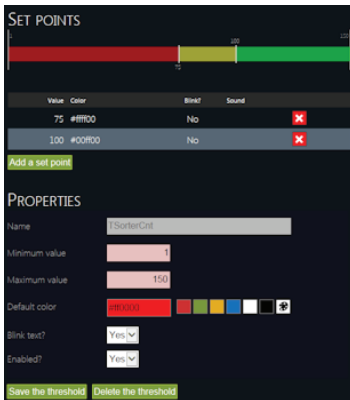 SET POINTS
1 100 150
75
Value Color Blink? Sound
75 #ffff00 No
100 #00ff00 No
Add a set point
PROPERTIES
Name TSorterCnt
Minimum value 1
Maximum value 150
Default color #ff0000
Blink text? Yes
Enabled? Yes
Save the threshold Delete the threshold